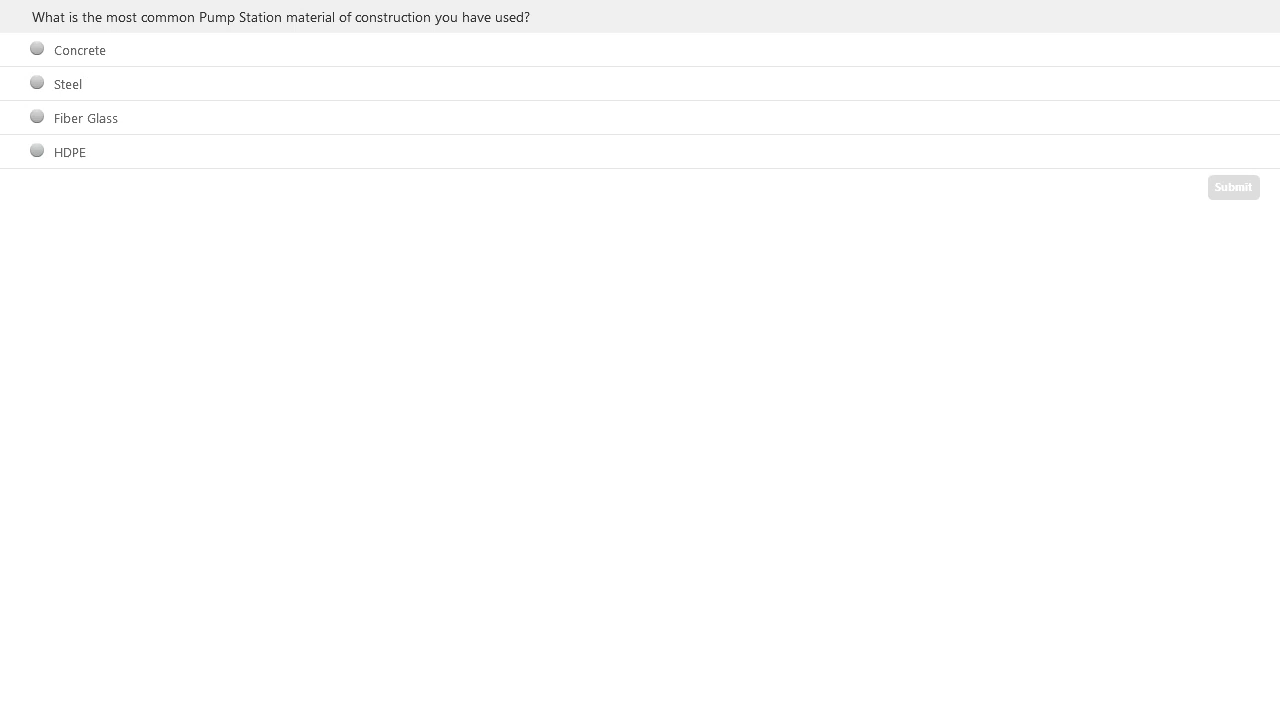 What is the most common Pump Station material of construction you have used?
Concrete
Steel
Fiber Glass
HDPE
Submit